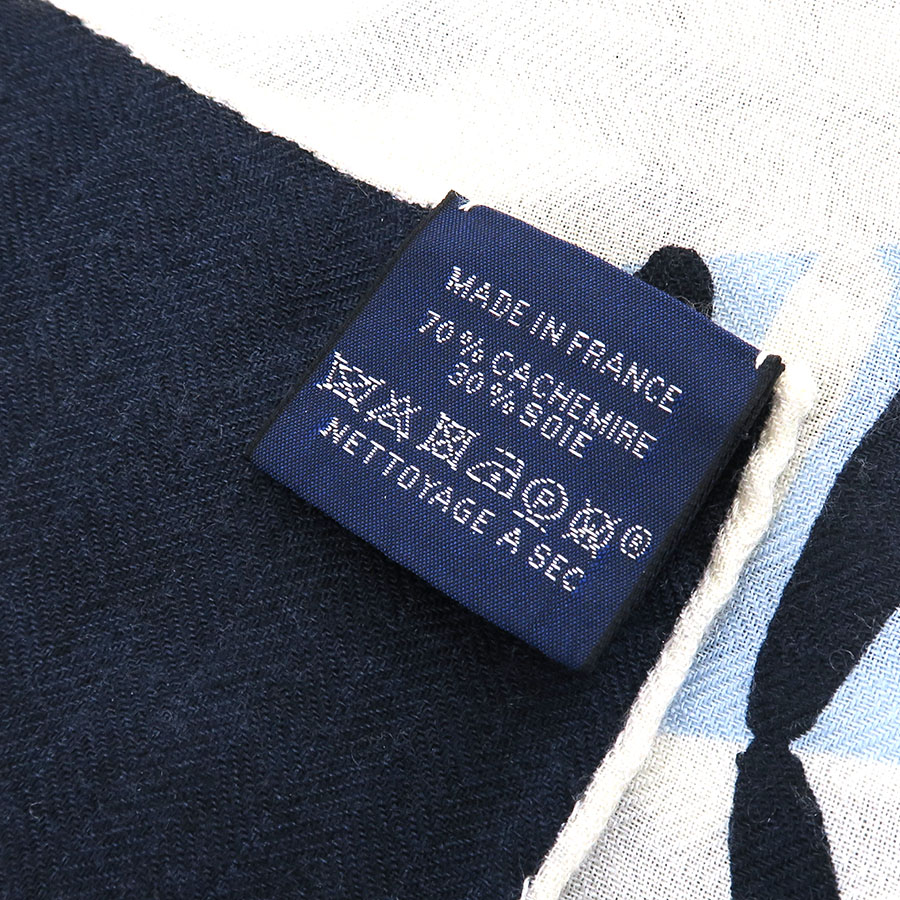 MADE IN FRANCE
70 % CACHEMIRE
30 % SOIE
P ®
NETTOYAGE A SEC